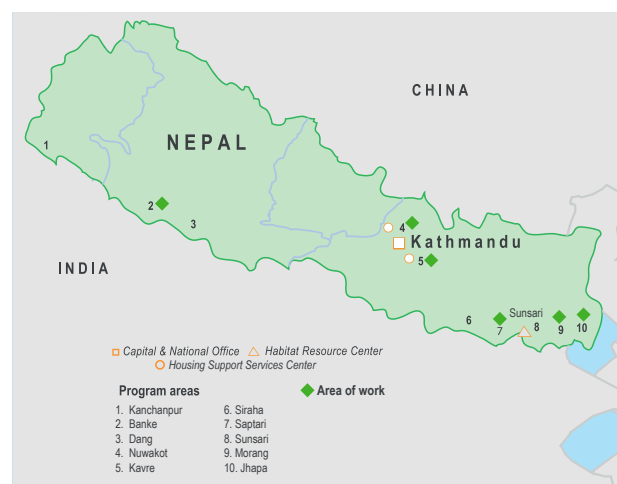 CHINA
1
NEPAL
2
3
4
Kathmandu
5
INDIA
Sunsari
6
7
8
9
10
Capital & National Office
Habitat Resource Center
Housing Support Services Center
Program areas
Area of work
1. Kanchanpur
2. Banke
3. Dang
4. Nuwakot
5. Kavre
6. Siraha
7. Saptari
8. Sunsari
9. Morang
10. Jhapa